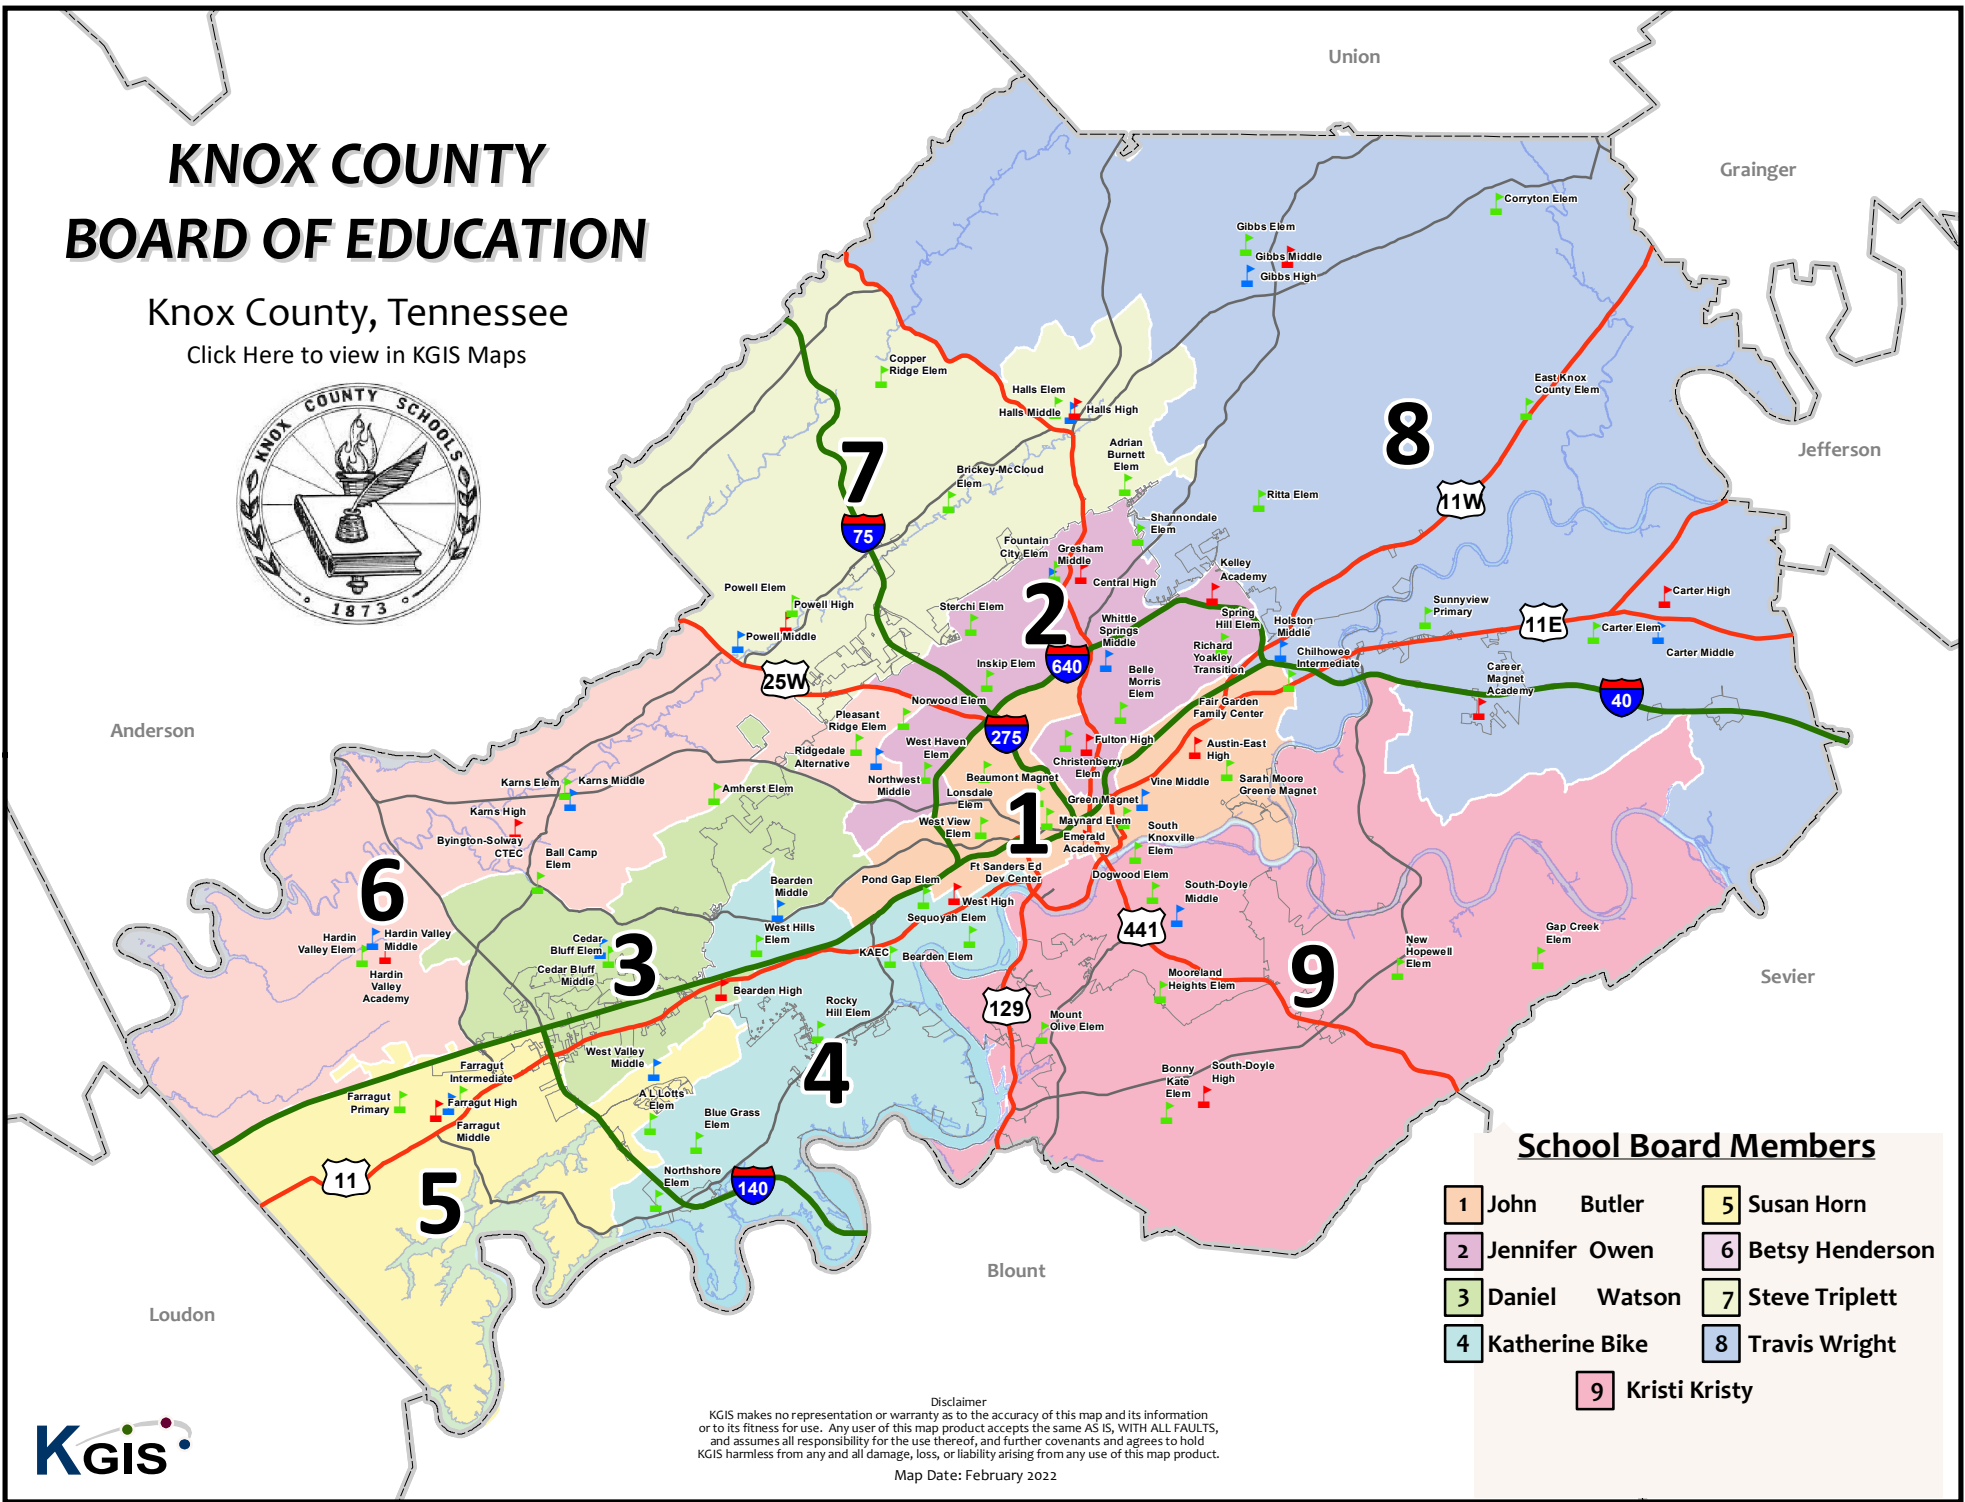 KNOX COUNTY
BOARD OF EDUCATION
Knox County, Tennessee
Click Here to view in KGIS Maps
KNOX COUNTY SCHOOLS
1873
Union
Grainger
Jefferson
Sevier
Blount
Loudon
Anderson
Corryton Elem
Gibbs Elem
Gibbs Middle
Gibbs High
Copper
Ridge Elem
Halls Elem
Halls Middle
Halls High
East Knox
County Elem
7
8
75
11W
Adrian
Burnett
Elem
Brickey-McCloud
Elem
Ritta Elem
Shannondale
Elem
Fountain
City Elem
Gresham
Middle
Central High
Kelley
Academy
Powell Elem
Powell High
Powell Middle
25W
Sterchi Elem
2
640
Whittle
Springs
Middle
Spring
Hill Elem
Holston
Middle
Sunnyview
Primary
11E
Carter High
Carter Elem
Carter Middle
Richard
Yoakley
Transition
Chilhowee
Intermediate
Career
Magnet
Academy
40
Inskip Elem
Belle
Morris
Elem
Norwood Elem
Fair Garden
Family Center
Pleasant
Ridge Elem
275
Ridgedale
Alternative
West Haven
Elem
Fulton High
Christenberry
Elem
Austin-East
High
Northwest
Middle
Beaumont Magnet
Vine Middle
Sarah Moore
Greene Magnet
Lonsdale
Elem
Green Magnet
1
West View
Elem
Maynard Elem
Emerald
Academy
South
Knoxville
Elem
Karns Elem
Karns Middle
Amherst Elem
Karns High
Byington-Solway
CTEC
Ball Camp
Elem
6
Bearden
Middle
Pond Gap Elem
Ft Sanders Ed
Dev Center
Dogwood Elem
West High
South-Doyle
Middle
Sequoyah Elem
441
West Hills
Elem
Hardin
Valley Elem
Hardin Valley
Middle
Hardin
Valley
Academy
Cedar
Bluff Elem
Cedar Bluff
Middle
3
KAEC
Bearden Elem
New
Hopewell
Elem
Gap Creek
Elem
9
Bearden High
Rocky
Hill Elem
129
Mooreland
Heights Elem
Mount
Olive Elem
West Valley
Middle
4
Farragut
Intermediate
Farragut
Primary
Farragut High
Farragut
Middle
A L Lotts
Elem
Blue Grass
Elem
Bonny
Kate
Elem
South-Doyle
High
11
5
Northshore
Elem
140
School Board Members
1 John Butler
5 Susan Horn
2 Jennifer Owen
6 Betsy Henderson
3 Daniel Watson
7 Steve Triplett
4 Katherine Bike
8 Travis Wright
9 Kristi Kristy
Disclaimer
KGIS makes no representation or warranty as to the accuracy of this map and its information
or to its fitness for use. Any user of this map product accepts the same AS IS, WITH ALL FAULTS,
and assumes all responsibility for the use thereof, and further covenants and agrees to hold
KGIS harmless from any and all damage, loss, or liability arising from any use of this map product.
Map Date: February 2022
KGIS